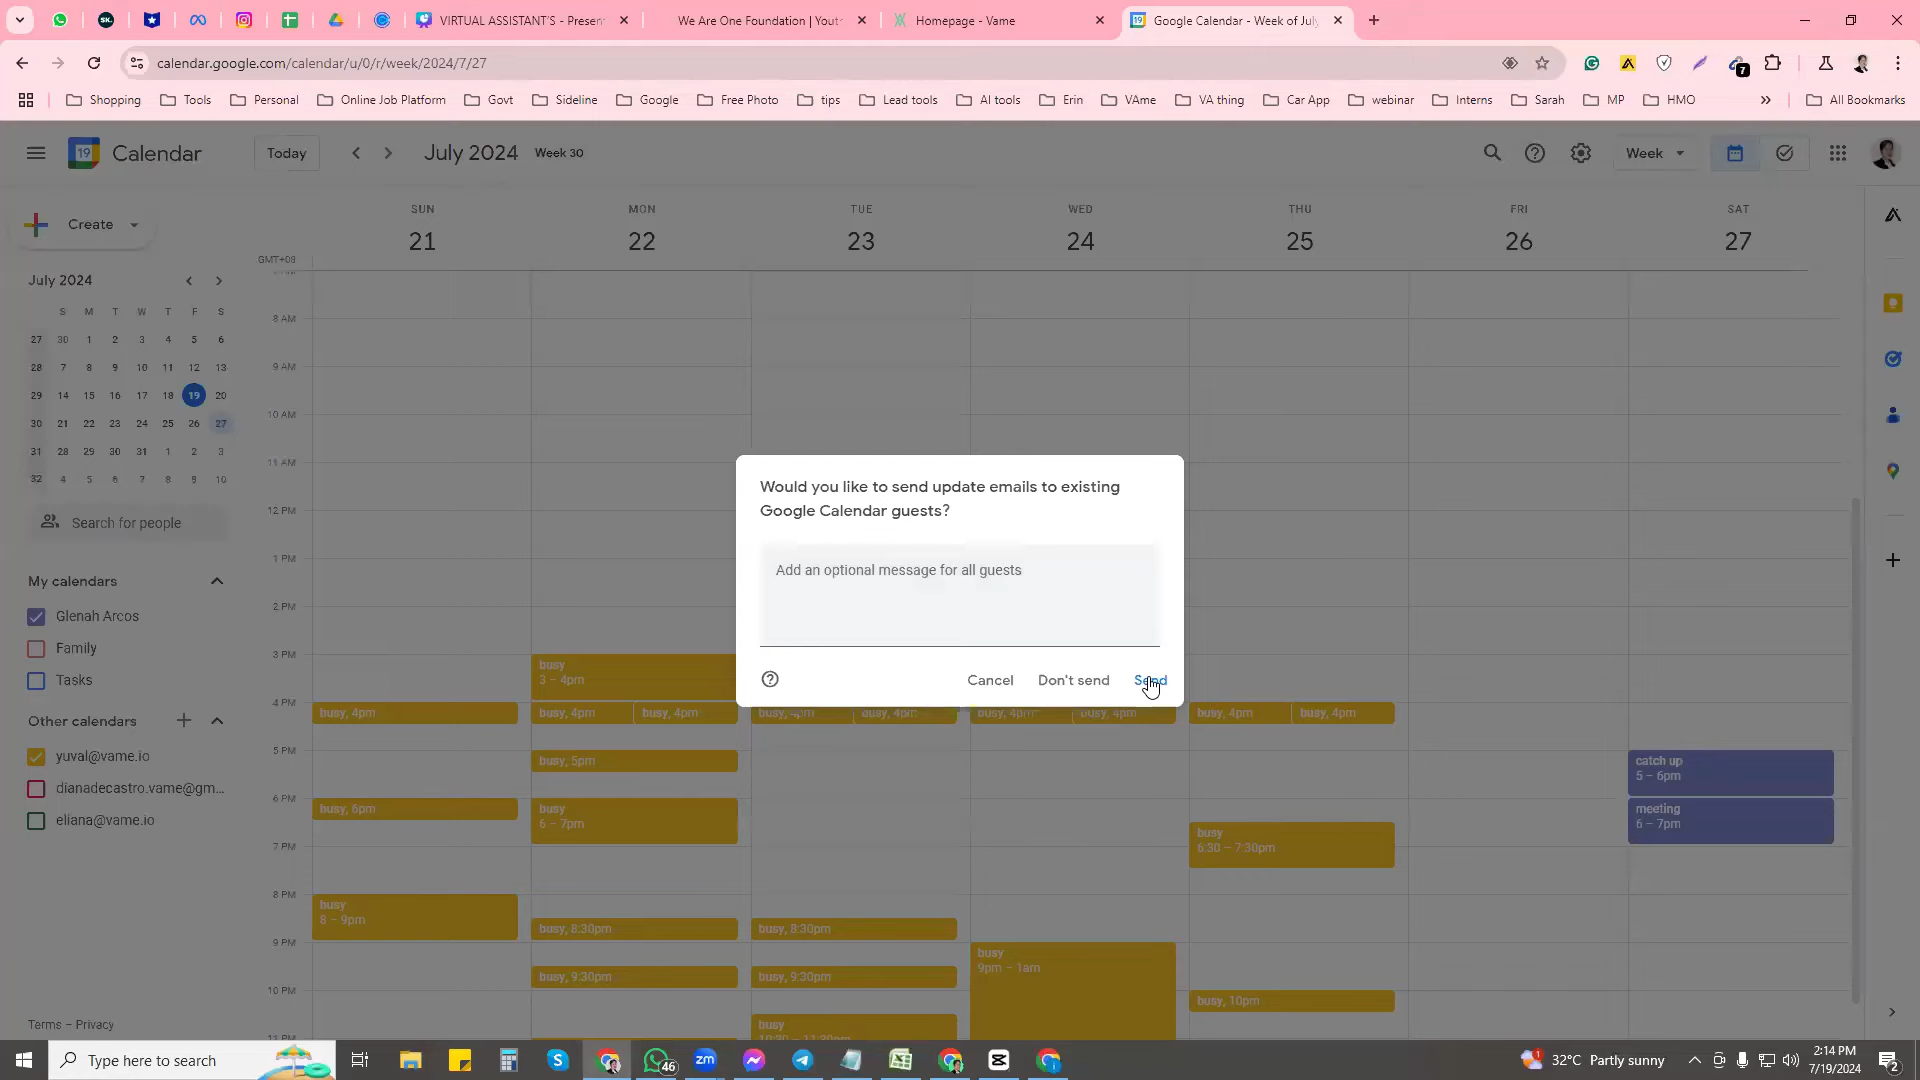 VIRTUAL ASSISTANT'S - Presen
We Are One Foundation | Yout
Homepage - Vame
Google Calendar - Week of July
calendar.google.com/calendar/u/0/r/week/2024/7/27
7
Shopping
Tools
Personal
Online Job Platform
Govt
Sideline
Google
Free Photo
tips
Lead tools
AI tools
Erin
VAme
VA thing
Car App
webinar
Interns
Sarah
MP
HMO
All Bookmarks
19
Calendar
Today
July 2024
Week 30
Week
Create
SUN MON TUE WED THU FRI SAT
21 22 23 24 25 26 27
GMT+08
July 2024
S M T W T F S
27 30 1 2 3 4 5 6
28 7 8 9 10 11 12 13
29 14 15 16 17 18 19 20
30 21 22 23 24 25 26 27
31 28 29 30 31 1 2 3
32 4 5 6 7 8 9 10
Search for people
My calendars
Glenah Arcos
Family
Tasks
Other calendars
yuval@vame.io
dianadecastro.vame@gm...
eliana@vame.io
Terms – Privacy
8 AM
9 AM
10 AM
11 AM
12 PM
1 PM
2 PM
3 PM
4 PM
5 PM
6 PM
7 PM
8 PM
9 PM
10 PM
Would you like to send update emails to existing
Google Calendar guests?
Add an optional message for all guests
Cancel
Don't send
Send
busy, 4pm
busy, 6pm
busy
8 – 9pm
busy
3 – 4pm
busy, 4pm
busy, 4pm
busy, 5pm
busy
6 – 7pm
busy, 8:30pm
busy, 9:30pm
busy, 4pm
busy, 4pm
busy, 8:30pm
busy, 9:30pm
busy
10:30 – 11:30pm
busy, 4pm
busy, 4pm
busy
9pm – 1am
busy, 4pm
busy, 4pm
busy
6:30 – 7:30pm
busy, 10pm
catch up
5 – 6pm
meeting
6 – 7pm
Type here to search
46
zm
32°C Partly sunny
2:14 PM
7/19/2024
2